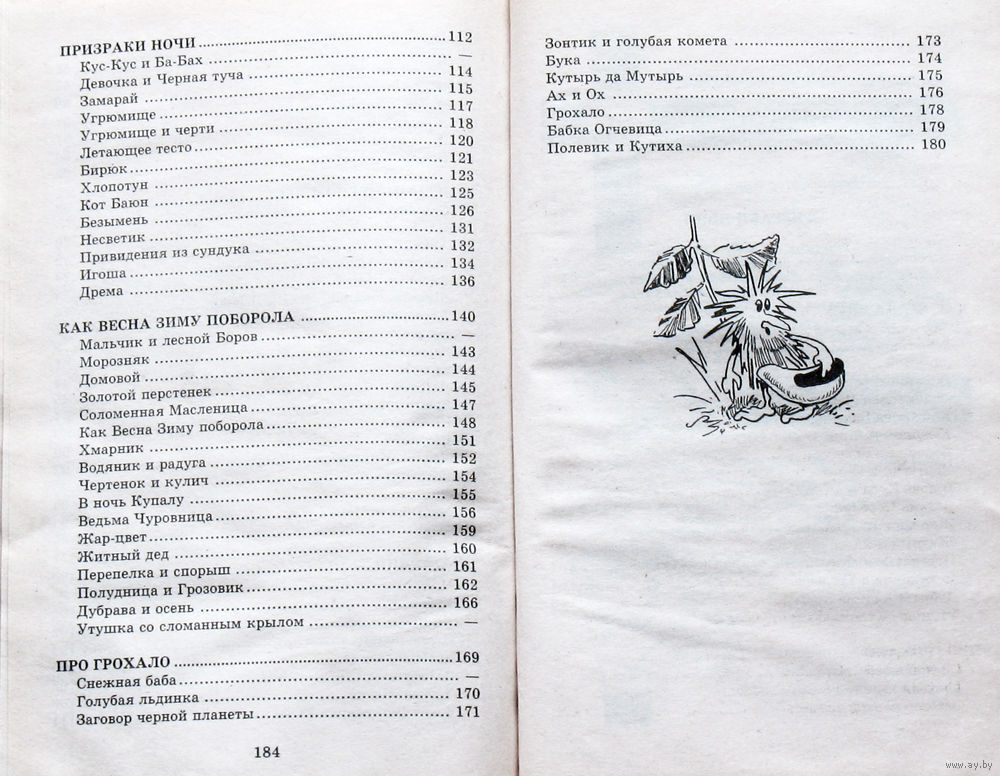 ПРИЗРАКИ НОЧИ ........ 112
Кус-Кус и Ба-Бах ........ —
Девочка и Черная туча ........ 114
Замарай ........ 115
Угрюмище ........ 117
Угрюмище и черти ........ 118
Летающее тесто ........ 120
Бирюк ........ 121
Хлопотун ........ 123
Кот Баюн ........ 125
Безымень ........ 126
Несветик ........ 131
Привидения из сундука ........ 132
Игоша ........ 134
Дрема ........ 136
КАК ВЕСНА ЗИМУ ПОБОРОЛА ........ 140
Мальчик и лесной Боров ........ —
Морозняк ........ 143
Домовой ........ 144
Золотой перстенек ........ 145
Соломенная Масленица ........ 147
Как Весна Зиму поборола ........ 148
Хмарник ........ 151
Водяник и радуга ........ 152
Чертенок и кулич ........ 154
В ночь Купалу ........ 155
Ведьма Чуровница ........ 156
Жар-цвет ........ 159
Житный дед ........ 160
Перепелка и спорыш ........ 161
Полудница и Грозовик ........ 162
Дубрава и осень ........ 166
Утушка со сломанным крылом ........ —
ПРО ГРОХАЛО ........ 169
Снежная баба ........ —
Голубая льдинка ........ 170
Заговор черной планеты ........ 171
184
Зонтик и голубая комета ........ 173
Бука ........ 174
Кутырь да Мутырь ........ 175
Ах и Ох ........ 176
Грохало ........ 178
Бабка Огчевица ........ 179
Полевик и Кутиха ........ 180
www.ay.by